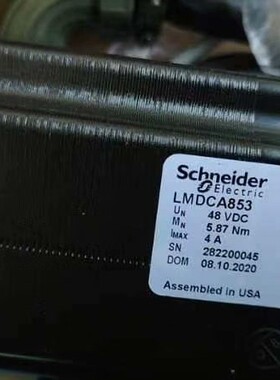 Schneider
Electric
LMDCA853
UN 48 VDC
MN 5.87 Nm
IMAX 4 A
SN 282200045
DOM 08.10.2020
Assembled in USA